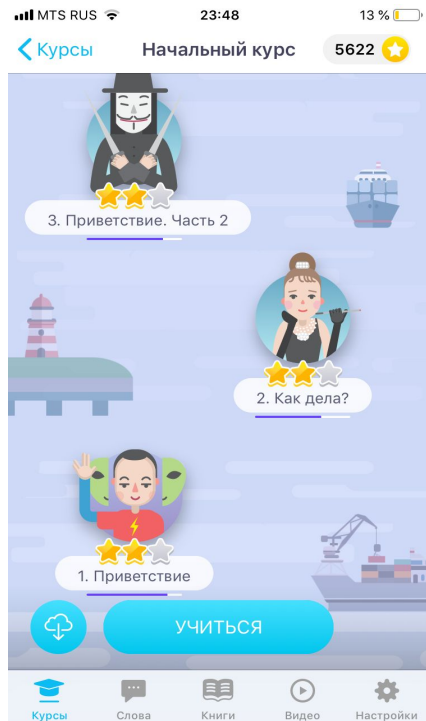 MTS RUS 23:48 13 %
Курсы Начальный курс 5622
3. Приветствие. Часть 2
2. Как дела?
1. Приветствие
УЧИТЬСЯ
Курсы Слова Книги Видео Настройки